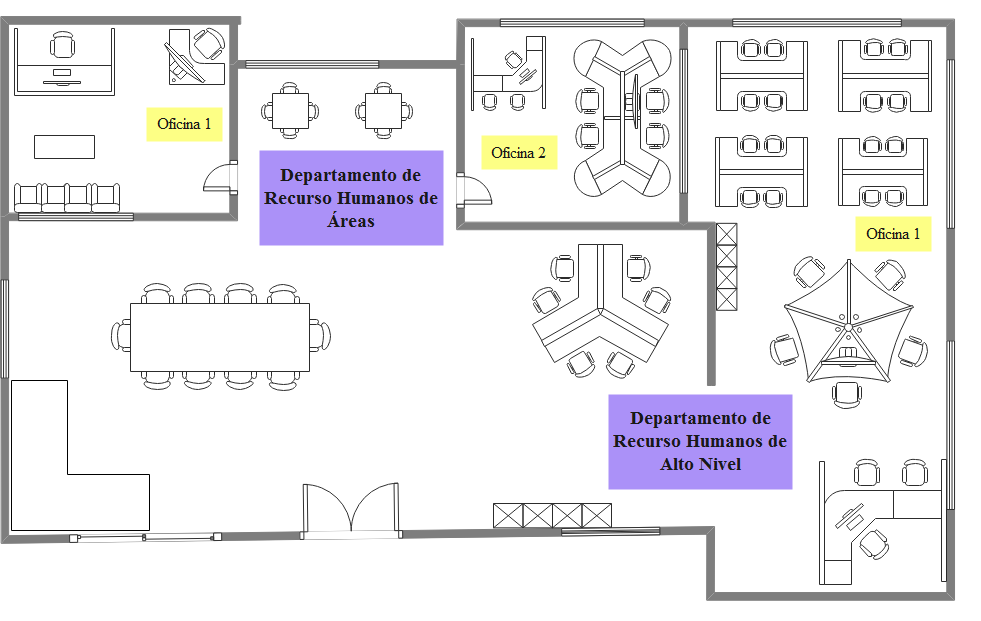 Oficina 1
Departamento de
Recurso Humanos de
Áreas
Oficina 2
Oficina 1
Departamento de
Recurso Humanos de
Alto Nivel